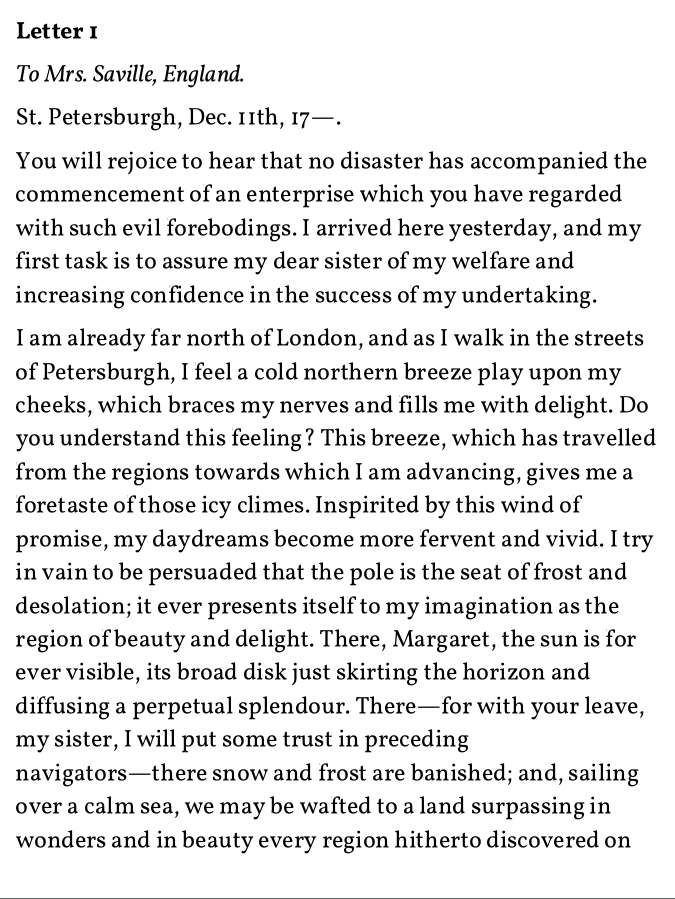 Letter 1
To Mrs. Saville, England.
St. Petersburgh, Dec. 11th, 17—.
You will rejoice to hear that no disaster has accompanied the
commencement of an enterprise which you have regarded
with such evil forebodings. I arrived here yesterday, and my
first task is to assure my dear sister of my welfare and
increasing confidence in the success of my undertaking.
I am already far north of London, and as I walk in the streets
of Petersburgh, I feel a cold northern breeze play upon my
cheeks, which braces my nerves and fills me with delight. Do
you understand this feeling? This breeze, which has travelled
from the regions towards which I am advancing, gives me a
foretaste of those icy climes. Inspirited by this wind of
promise, my daydreams become more fervent and vivid. I try
in vain to be persuaded that the pole is the seat of frost and
desolation; it ever presents itself to my imagination as the
region of beauty and delight. There, Margaret, the sun is for
ever visible, its broad disk just skirting the horizon and
diffusing a perpetual splendour. There—for with your leave,
my sister, I will put some trust in preceding
navigators—there snow and frost are banished; and, sailing
over a calm sea, we may be wafted to a land surpassing in
wonders and in beauty every region hitherto discovered on